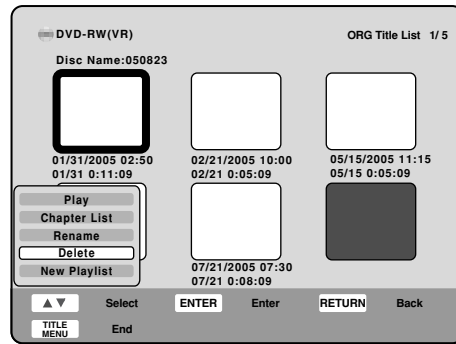 DVD-RW(VR) ORG Title List 1/ 5
Disc Name:050823
01/31/2005 02:50 02/21/2005 10:00 05/15/2005 11:15
01/31 0:11:09 02/21 0:05:09 05/15 0:05:09
Play
Chapter List
Rename
Delete
New Playlist
07/21/2005 07:30
07/21 0:08:09
▲▼ Select ENTER Enter RETURN Back
TITLE MENU End